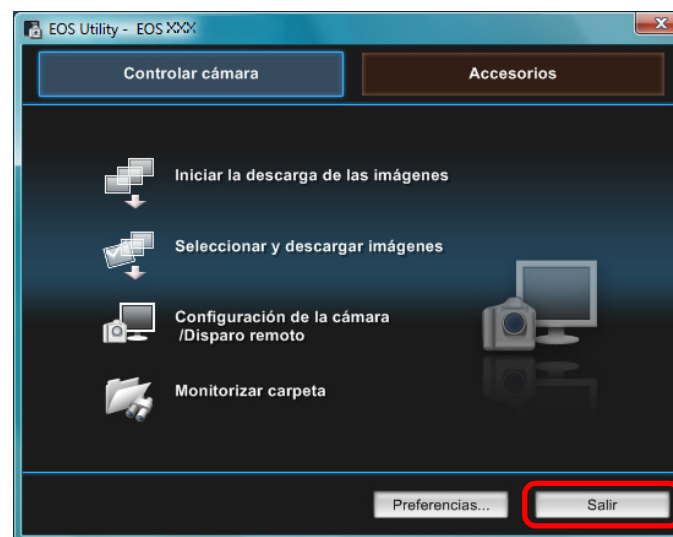 EOS Utility - EOS XXX
Controlar cámara
Accesorios
Iniciar la descarga de las imágenes
Seleccionar y descargar imágenes
Configuración de la cámara
/Disparo remoto
Monitorizar carpeta
Preferencias...
Salir